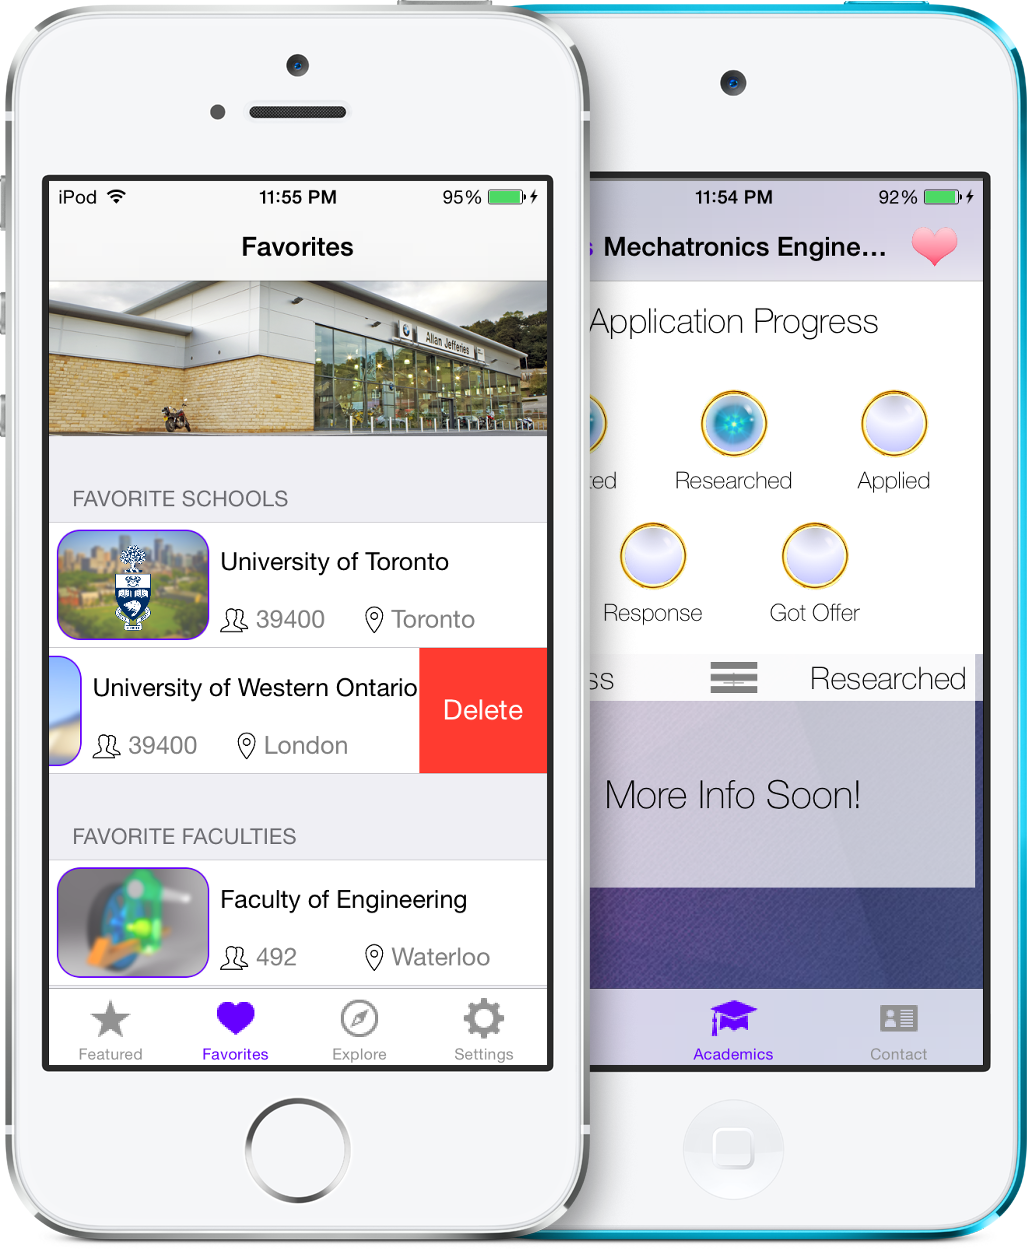 iPod 11:55 PM 95%
Favorites
Allan Jefferies
FAVORITE SCHOOLS
University of Toronto
39400 Toronto
University of Western Ontario
39400 London
Delete
FAVORITE FACULTIES
Faculty of Engineering
492 Waterloo
Featured Favorites Explore Settings
11:54 PM 92%
s Mechatronics Engine...
Application Progress
ted Researched Applied
Response Got Offer
ss Researched
More Info Soon!
Academics Contact